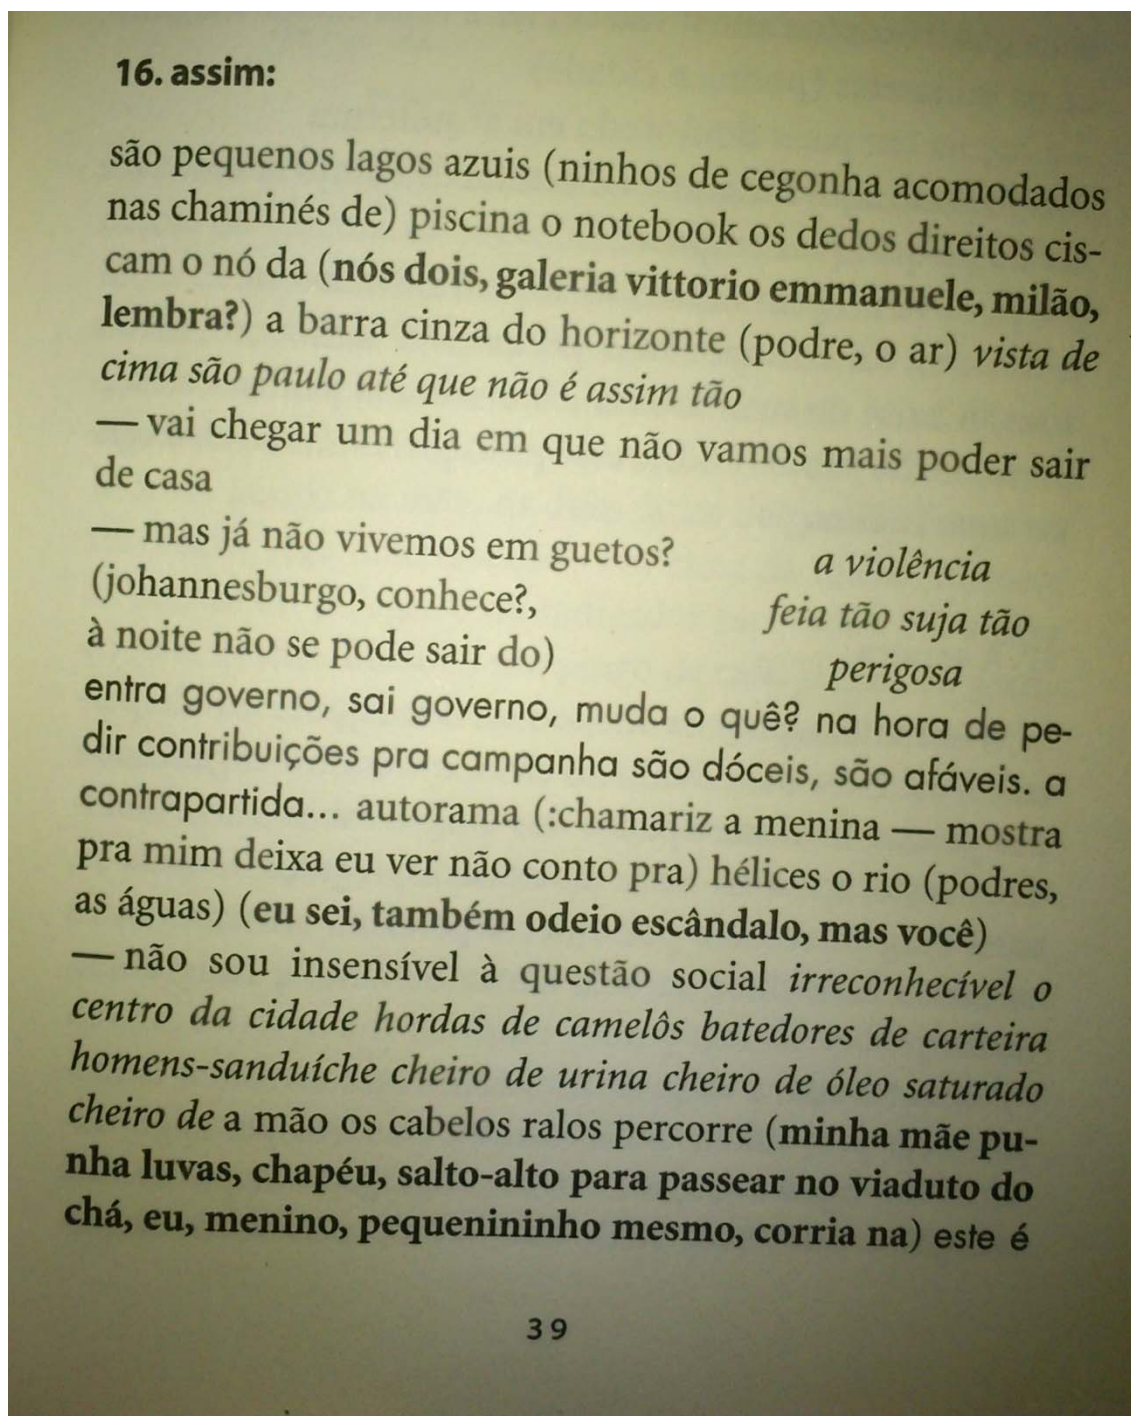 16. assim:
são pequenos lagos azuis (ninhos de cegonha acomodados
nas chaminés de) piscina o notebook os dedos direitos cis-
cam o nó da (nós dois, galeria vittorio emmanuele, milão,
lembra?) a barra cinza do horizonte (podre, o ar) vista de
cima são paulo até que não é assim tão
— vai chegar um dia em que não vamos mais poder sair
de casa
— mas já não vivemos em guetos?
(johannesburgo, conhece?,
à noite não se pode sair do)
a violência
feia tão suja tão
perigosa
entra governo, sai governo, muda o quê? na hora de pe-
dir contribuições pra campanha são dóceis, são afáveis. a
contrapartida... autorama (:chamariz a menina — mostra
pra mim deixa eu ver não conto pra) hélices o rio (podres,
as águas) (eu sei, também odeio escândalo, mas você)
— não sou insensível à questão social irreconhecível o
centro da cidade hordas de camelôs batedores de carteira
homens-sanduíche cheiro de urina cheiro de óleo saturado
cheiro de a mão os cabelos ralos percorre (minha mãe pu-
nha luvas, chapéu, salto-alto para passear no viaduto do
chá, eu, menino, pequenininho mesmo, corria na) este é
39